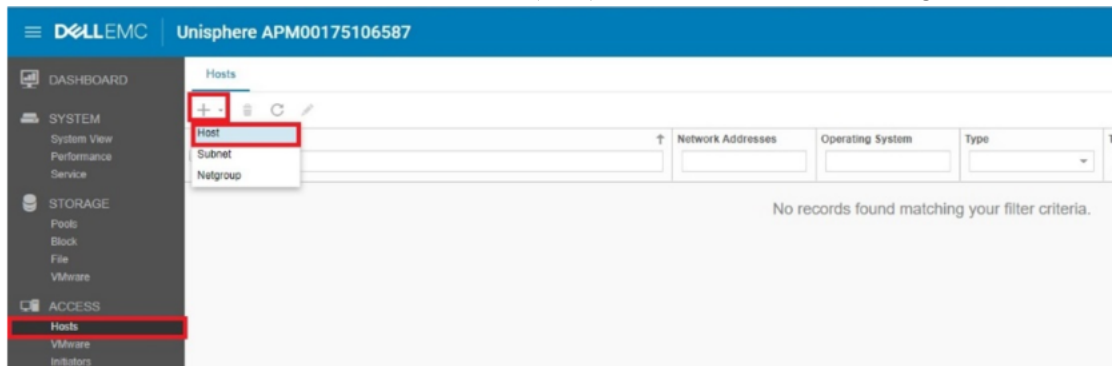 DELLEMC Unisphere APM00175106587
DASHBOARD
SYSTEM
System View
Performance
Service
STORAGE
Pools
Block
File
VMware
ACCESS
Hosts
VMware
Initiators
Hosts
Host
Subnet
Netgroup
Network Addresses Operating System Type
No records found matching your filter criteria.